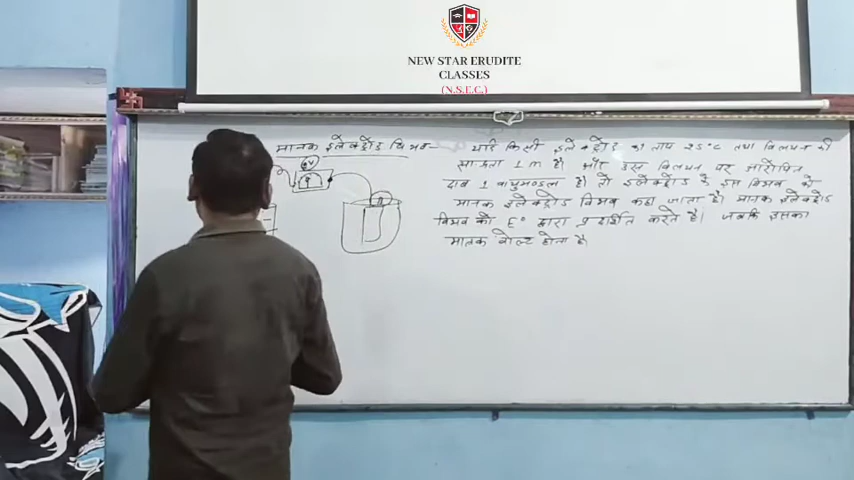 NEW STAR ERUDITE
CLASSES
(N.S.E.C.)
मानक इलेक्ट्रोड विभव - यदि किसी इलेक्ट्रोड का ताप 25°C तथा विलयन की
सान्द्रता 1 m है। और उस विलयन पर आरोपित
दाब 1 वायुमण्डल है। तो इलेक्ट्रोड के इस विभव को
मानक इलेक्ट्रोड विभव कहा जाता है। मानक इलेक्ट्रोड
विभव को E° द्वारा प्रदर्शित करते है। जबकि इसका
मात्रक वोल्ट होता है